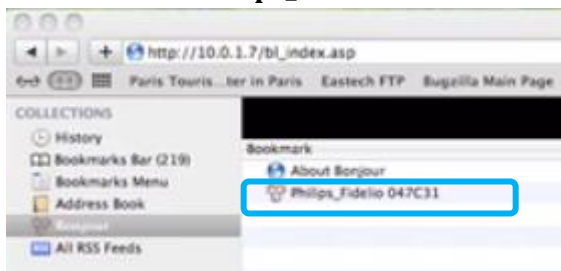 http://10.0.1.7/bl_index.asp
Paris Touris...ter in Paris Eastech FTP Bugzilla Main Page
COLLECTIONS
History
Bookmarks Bar (219)
Bookmarks Menu
Address Book
Bonjour
All RSS Feeds
Bookmark
About Bonjour
Philips_Fidelio 047C31